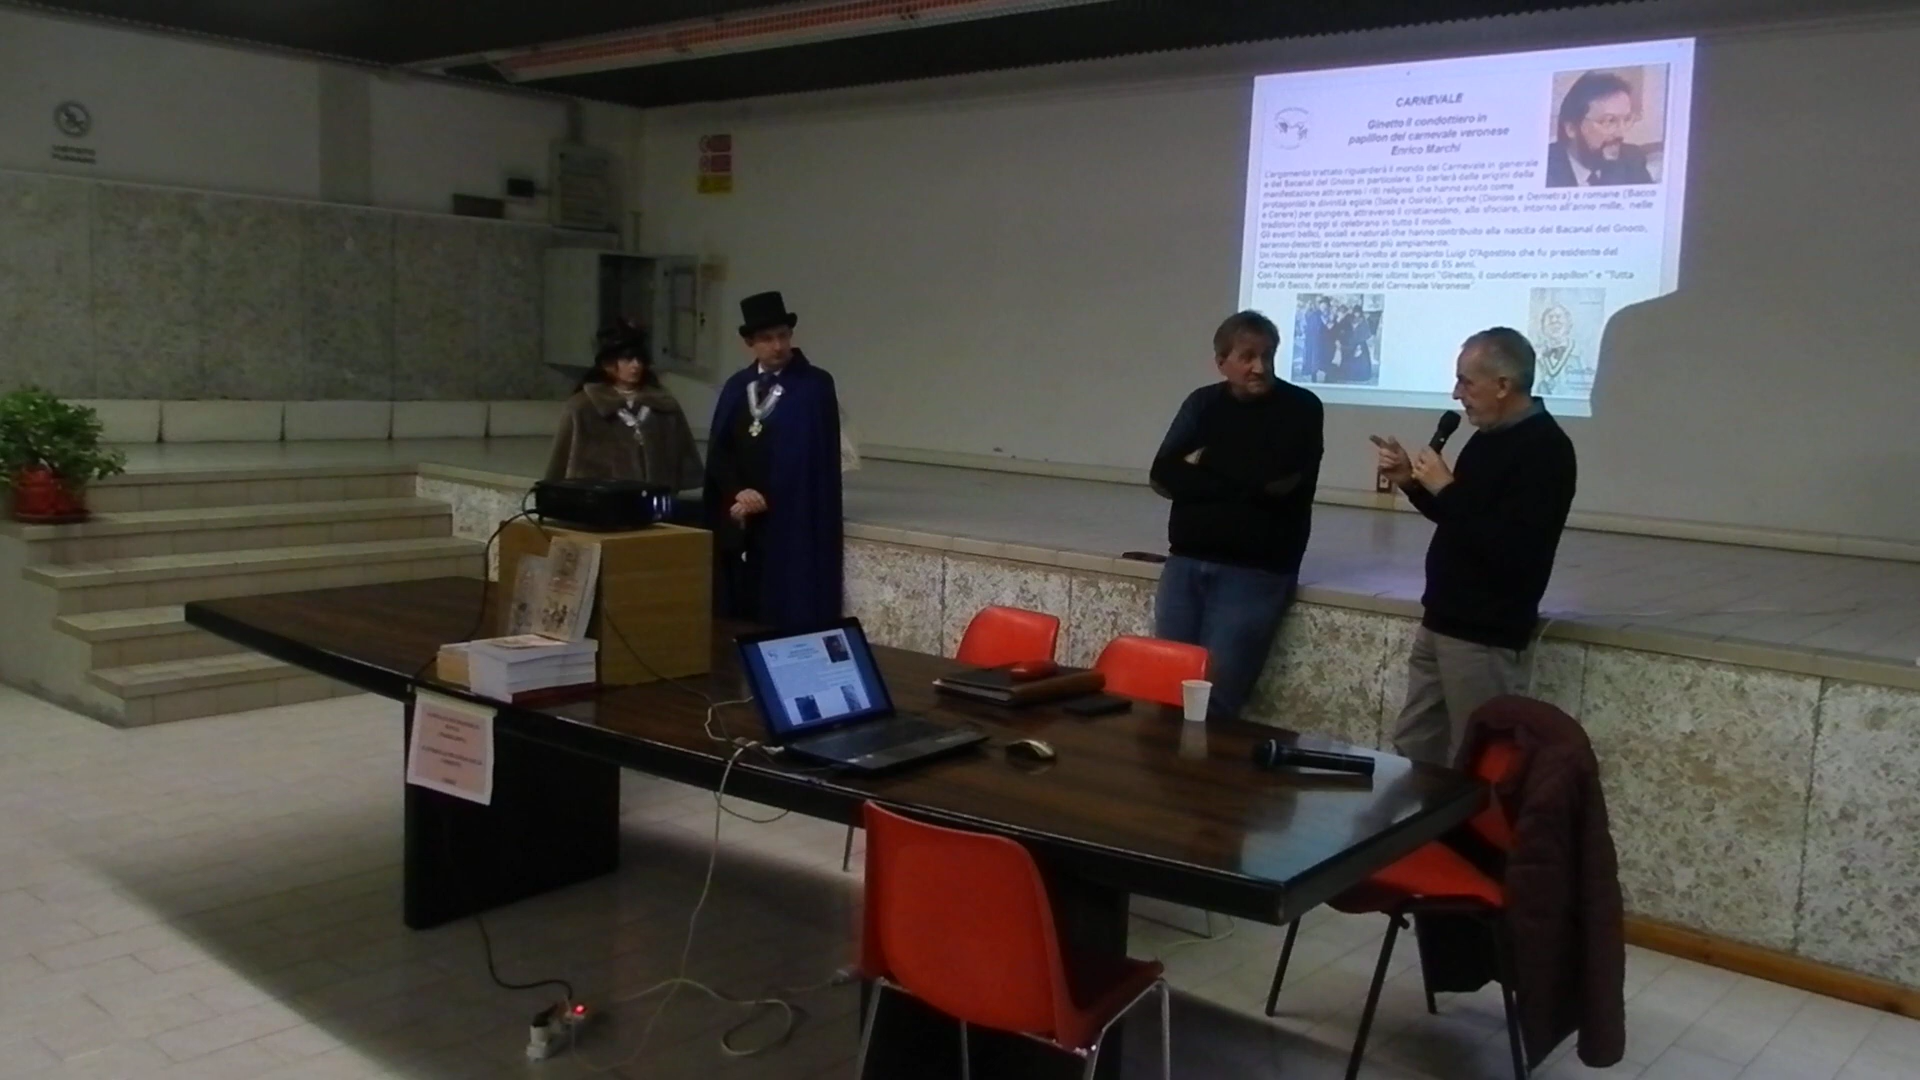 CARNEVALE
Ginetto il condottiero in
papillon del carnevale veronese
Enrico Marchi
L'argomento trattato riguarderà il mondo del Carnevale in generale
e del Bacanal del Gnoco in particolare. Si parlerà dalle origini della
manifestazione attraverso i riti religiosi che hanno avuto come
protagonisti le divinità egizie (Iside e Osiride), greche (Dioniso e Demetra) e romane (Bacco
e Cerere) per giungere, attraverso il cristianesimo, allo sfociare, intorno all'anno mille, nelle
tradizioni che oggi si celebrano in tutto il mondo.
Gli eventi bellici, sociali e naturali che hanno contribuito alla nascita del Bacanal del Gnoco,
saranno descritti e commentati più ampiamente.
Un ricordo particolare sarà rivolto al compianto Luigi D'Agostino che fu presidente del
Carnevale Veronese lungo un arco di tempo di 55 anni.
Con l'occasione presenterò i miei ultimi lavori "Ginetto, il condottiero in papillon" e "Tutta
colpa di Bacco, fatti e misfatti del Carnevale Veronese"